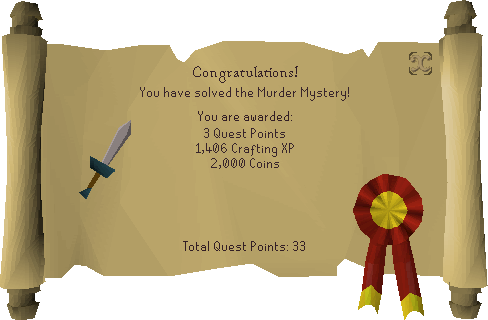 Congratulations!
You have solved the Murder Mystery!
You are awarded:
3 Quest Points
1,406 Crafting XP
2,000 Coins
Total Quest Points: 33